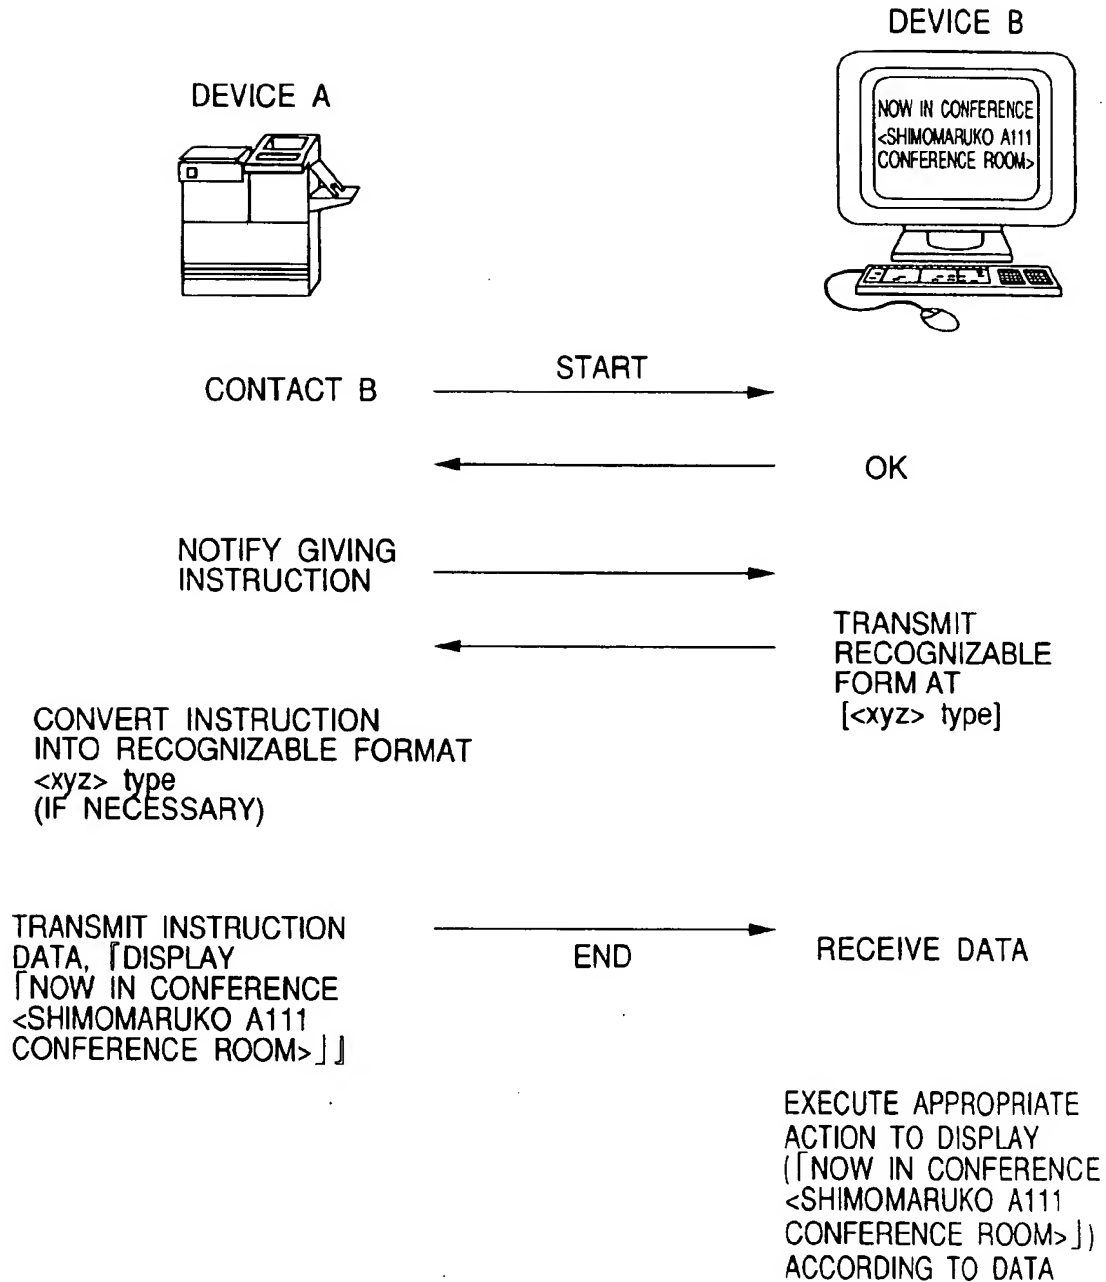 DEVICE B
DEVICE A
NOW IN CONFERENCE
<SHIMOMARUKO A111
CONFERENCE ROOM>
START
CONTACT B
OK
NOTIFY GIVING
INSTRUCTION
TRANSMIT
RECOGNIZABLE
FORM AT
[<xyz> type]
CONVERT INSTRUCTION
INTO RECOGNIZABLE FORMAT
<xyz> type
(IF NECESSARY)
TRANSMIT INSTRUCTION
DATA, 『DISPLAY
「NOW IN CONFERENCE
<SHIMOMARUKO A111
CONFERENCE ROOM>」』
END
RECEIVE DATA
EXECUTE APPROPRIATE
ACTION TO DISPLAY
(「NOW IN CONFERENCE
<SHIMOMARUKO A111
CONFERENCE ROOM>」)
ACCORDING TO DATA